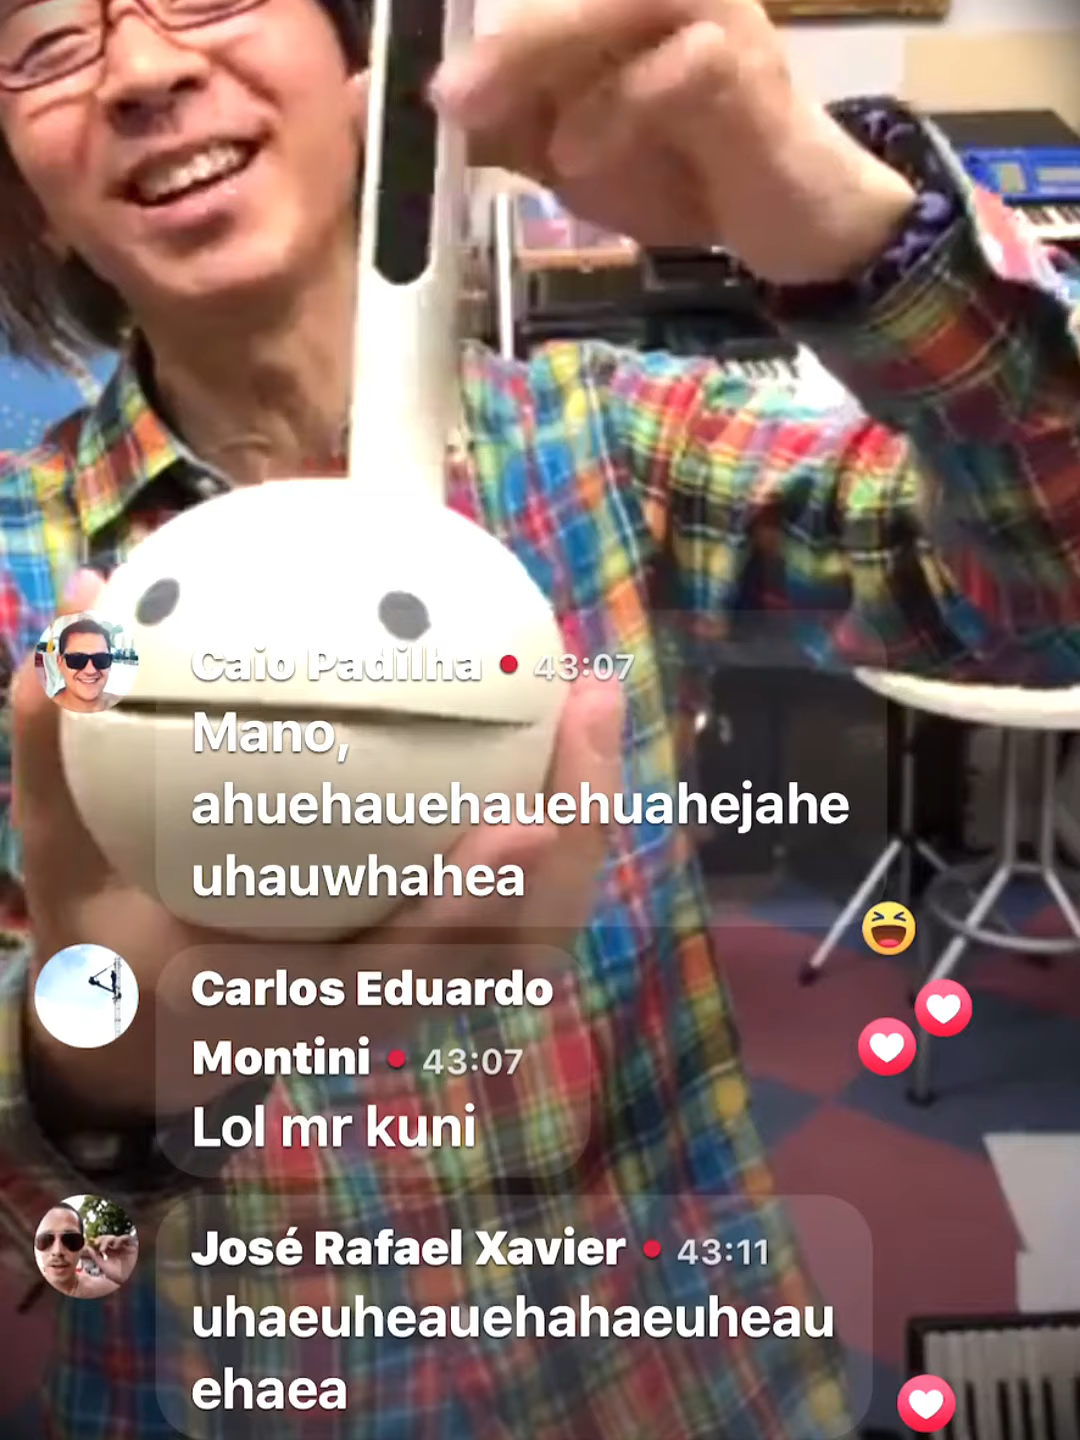 Caio Padilha • 43:07
Mano,
ahuehauehauehuahejahe
uhauwhahea
Carlos Eduardo
Montini • 43:07
Lol mr kuni
José Rafael Xavier • 43:11
uhaeuheauehahaeuheau
ehaea